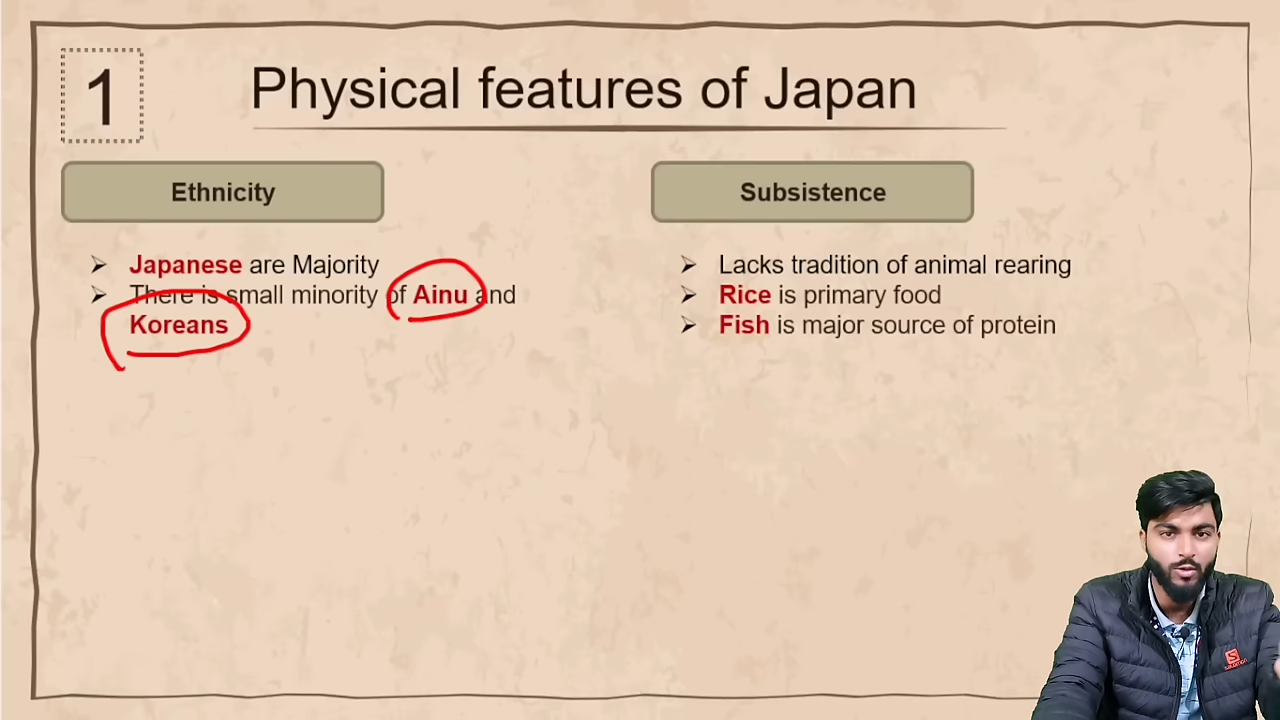 1
Physical features of Japan
Ethnicity
Japanese are Majority
There is small minority of Ainu and
Koreans
Subsistence
Lacks tradition of animal rearing
Rice is primary food
Fish is major source of protein
S
salomon